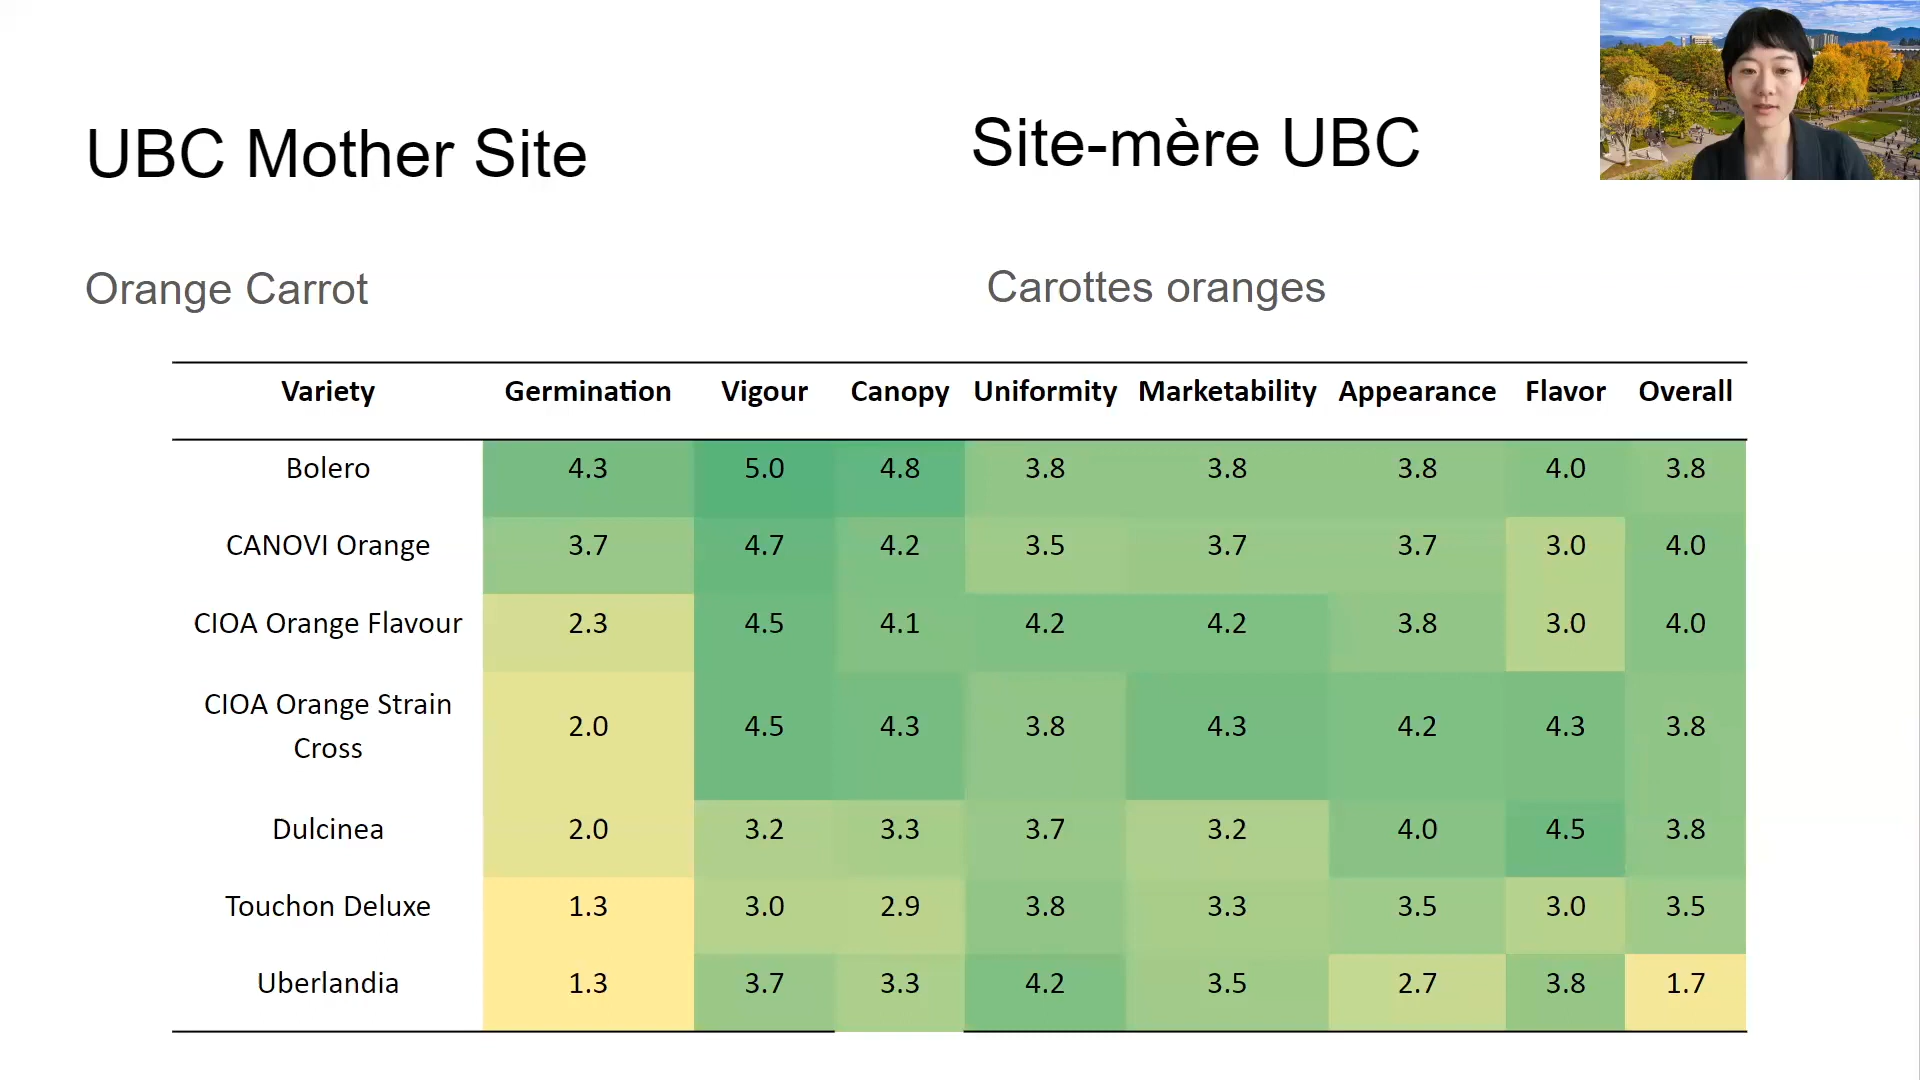 UBC Mother Site
Site-mère UBC
Orange Carrot
Carottes oranges
Variety Germination Vigour Canopy Uniformity Marketability Appearance Flavor Overall
Bolero 4.3 5.0 4.8 3.8 3.8 3.8 4.0 3.8
CANOVI Orange 3.7 4.7 4.2 3.5 3.7 3.7 3.0 4.0
CIOA Orange Flavour 2.3 4.5 4.1 4.2 4.2 3.8 3.0 4.0
CIOA Orange Strain
Cross 2.0 4.5 4.3 3.8 4.3 4.2 4.3 3.8
Dulcinea 2.0 3.2 3.3 3.7 3.2 4.0 4.5 3.8
Touchon Deluxe 1.3 3.0 2.9 3.8 3.3 3.5 3.0 3.5
Uberlandia 1.3 3.7 3.3 4.2 3.5 2.7 3.8 1.7